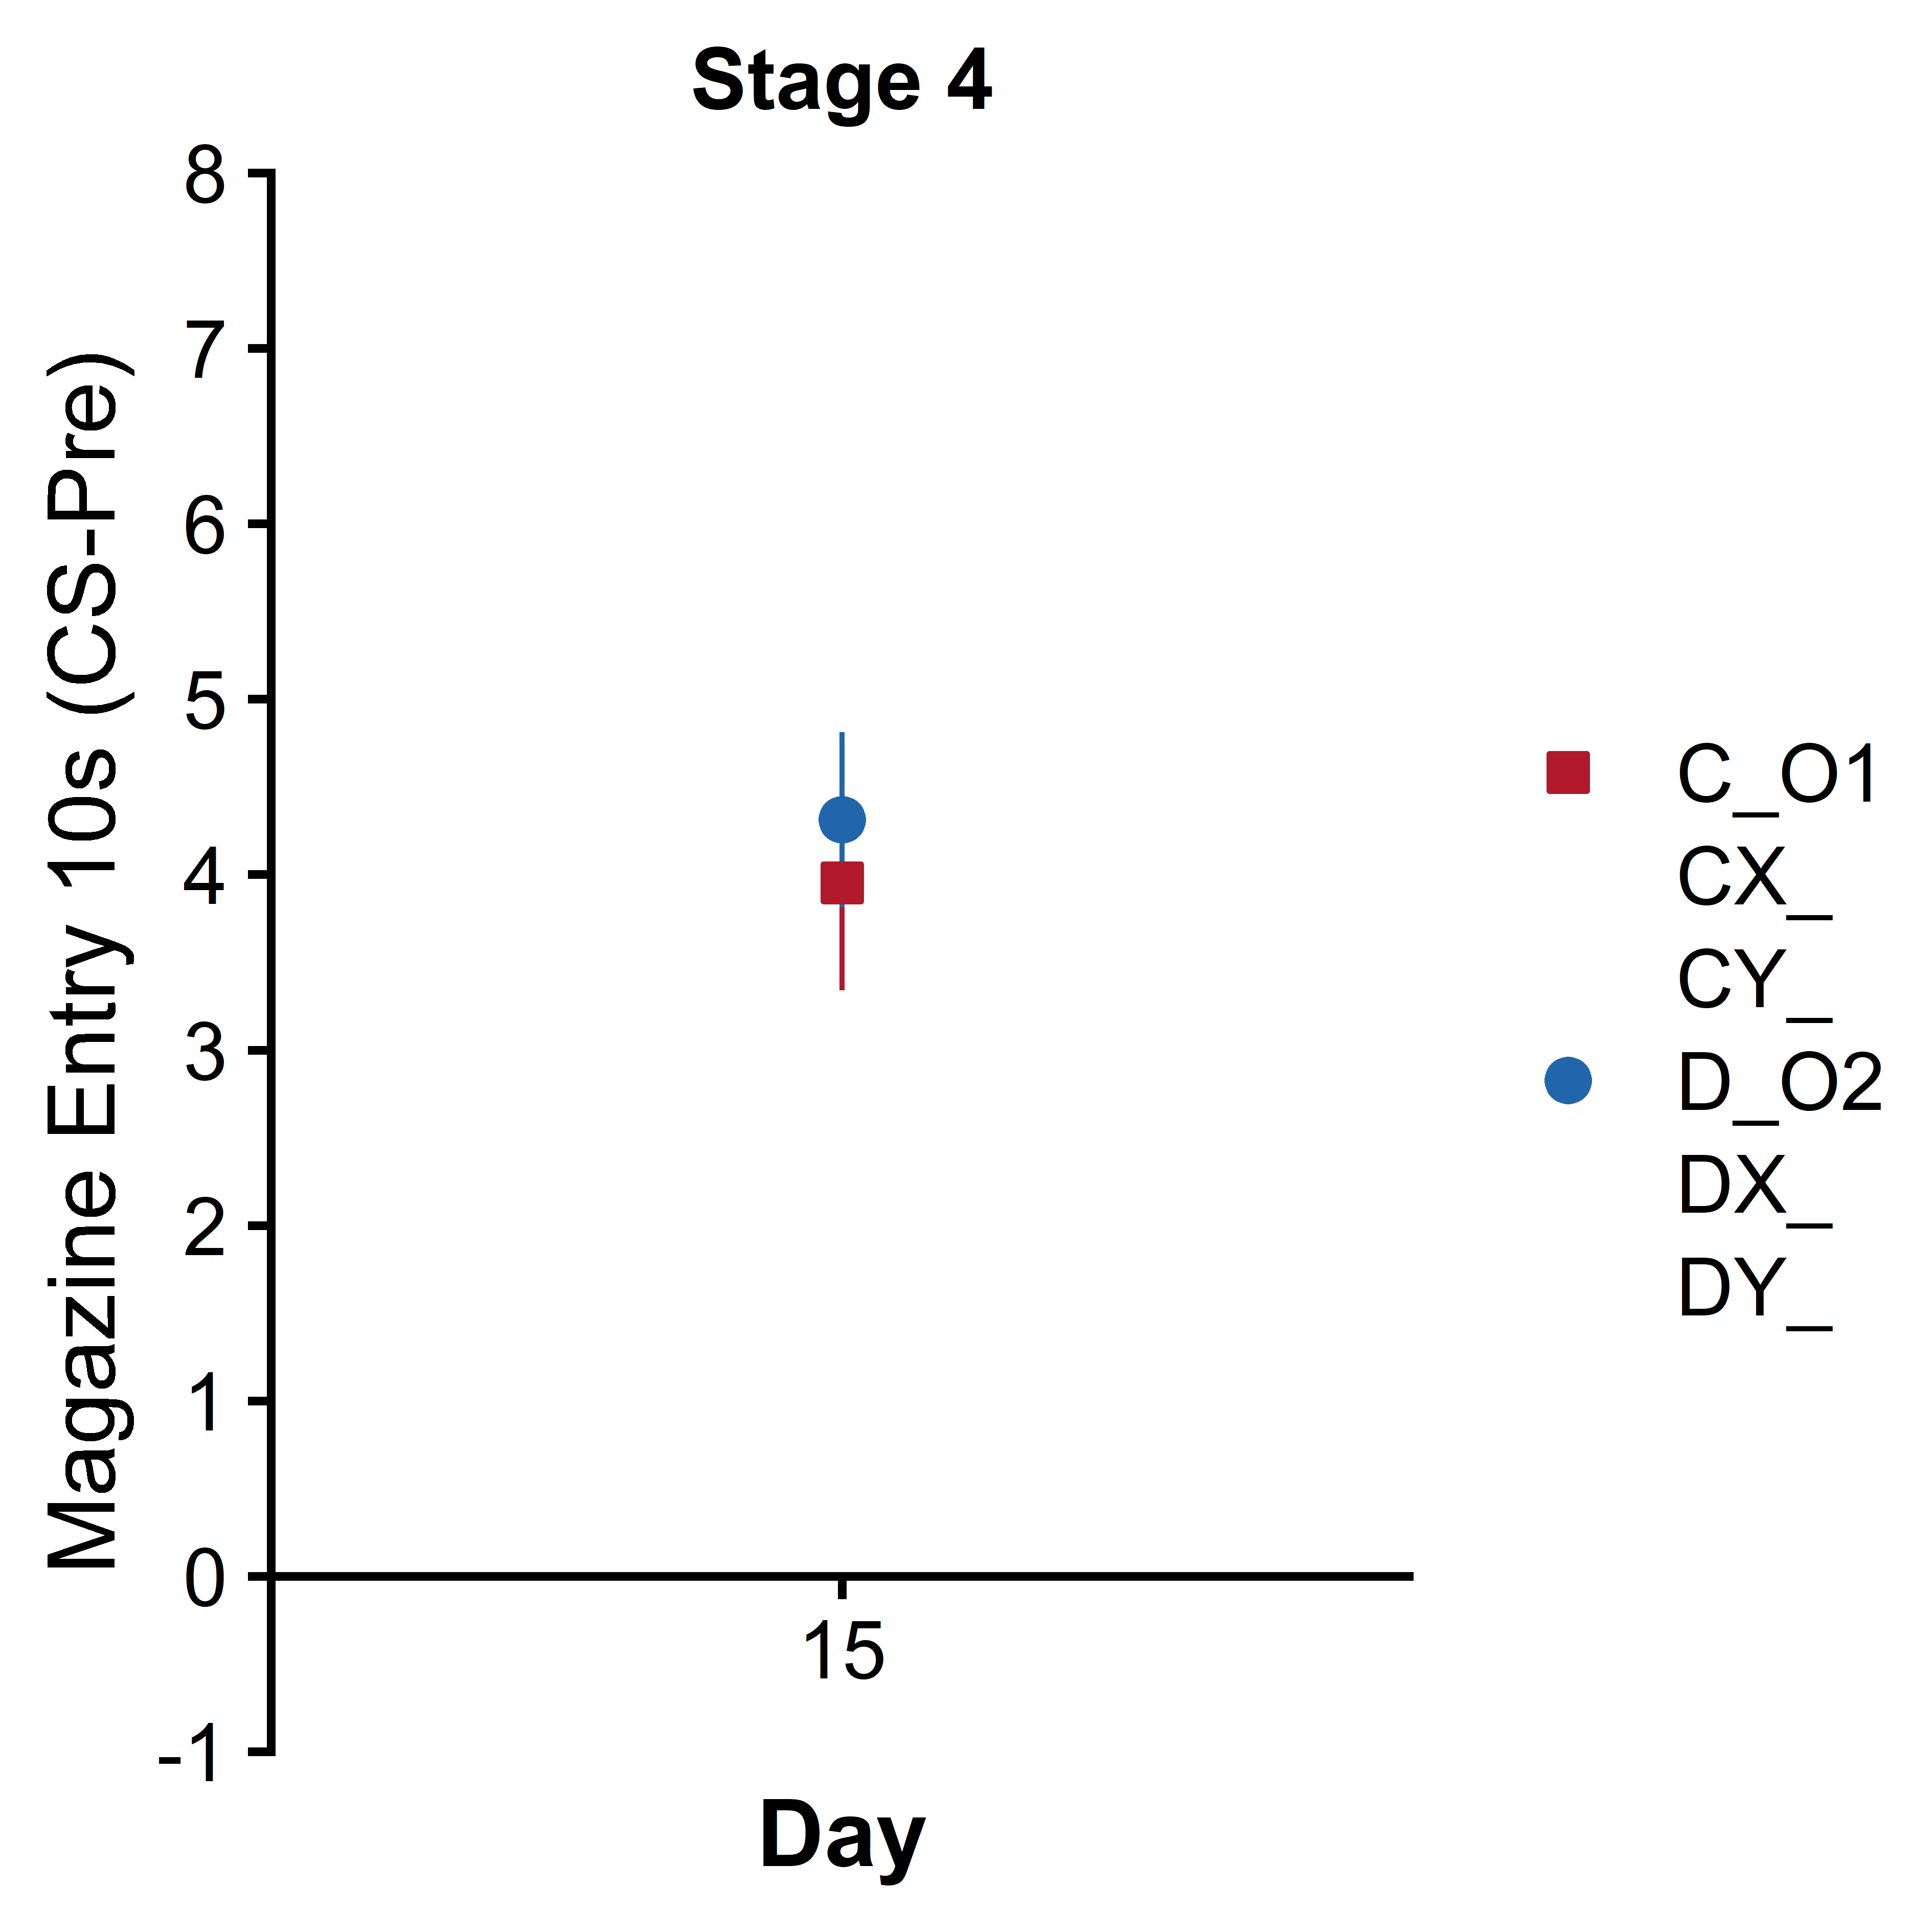 Stage 4
Magazine Entry 10s (CS-Pre)
8
7
6
5
4
3
2
1
0
-1
15
Day
C_O1
CX_
CY_
D_O2
DX_
DY_